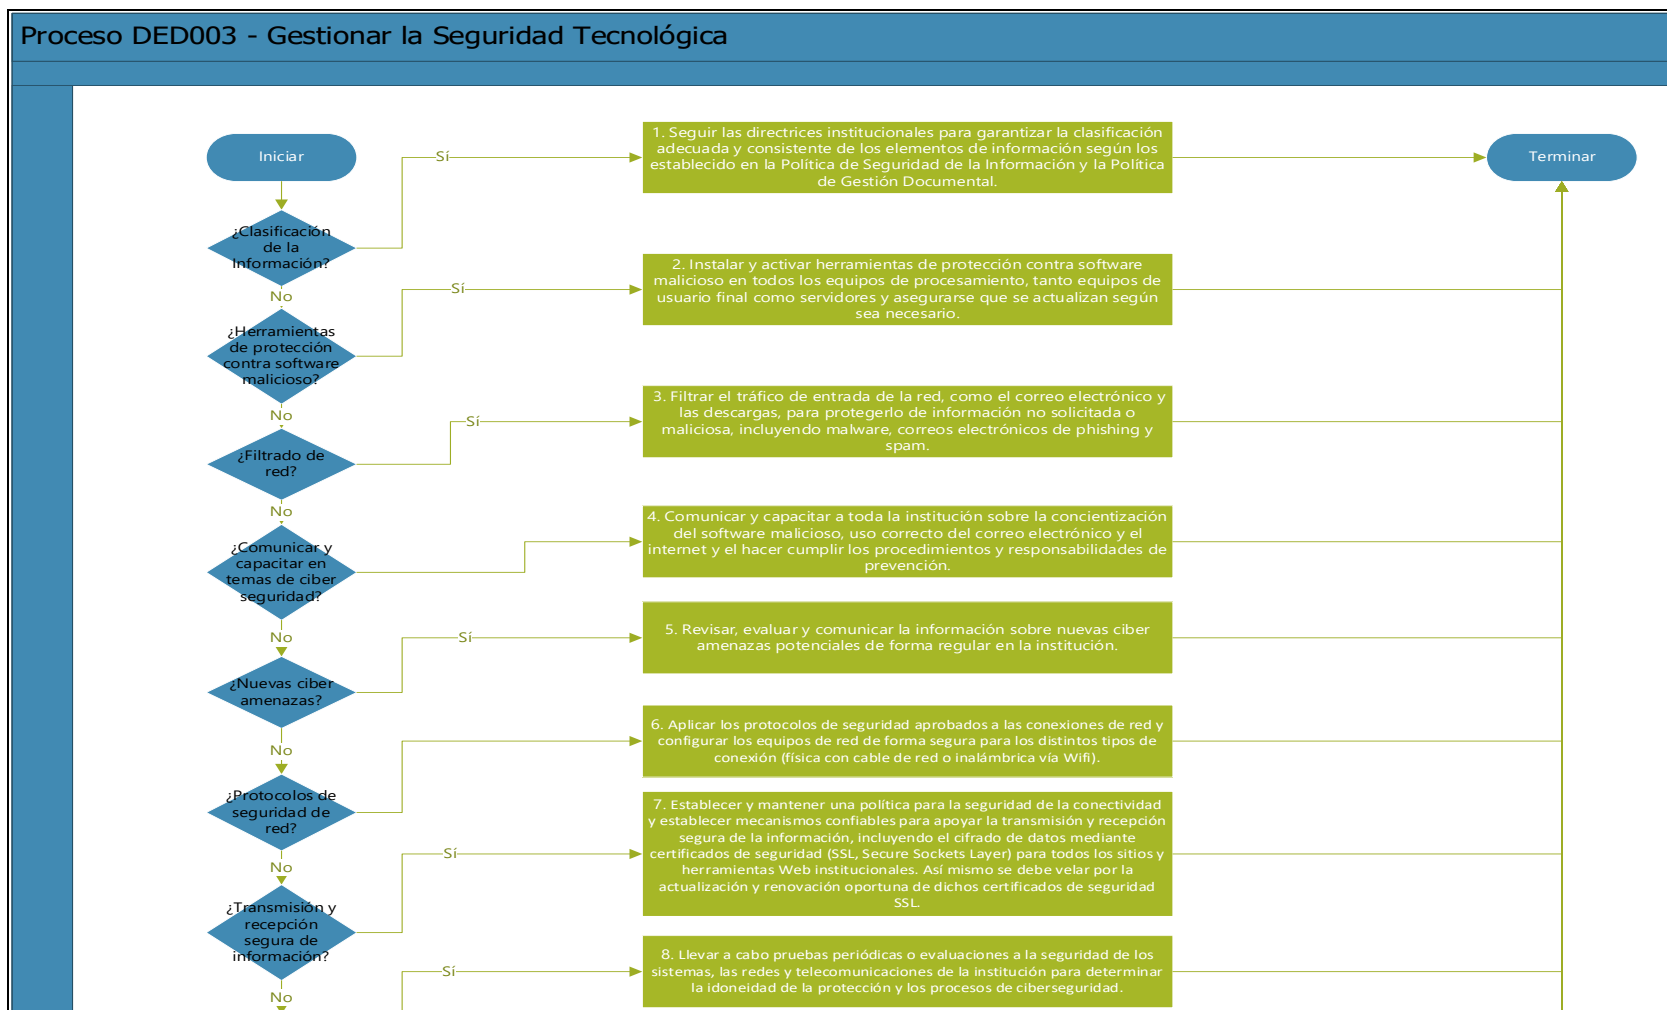 Proceso DED003 - Gestionar la Seguridad Tecnológica
Iniciar
Sí
1. Seguir las directrices institucionales para garantizar la clasificación
adecuada y consistente de los elementos de información según los
establecido en la Política de Seguridad de la Información y la Política
de Gestión Documental.
Terminar
¿Clasificación
de la
Información?
No
Sí
2. Instalar y activar herramientas de protección contra software
malicioso en todos los equipos de procesamiento, tanto equipos de
usuario final como servidores y asegurarse que se actualizan según
sea necesario.
¿Herramientas
de protección
contra software
malicioso?
No
Sí
3. Filtrar el tráfico de entrada de la red, como el correo electrónico y
las descargas, para protegerlo de información no solicitada o
maliciosa, incluyendo malware, correos electrónicos de phishing y
spam.
¿Filtrado de
red?
No
4. Comunicar y capacitar a toda la institución sobre la concientización
del software malicioso, uso correcto del correo electrónico y el
internet y el hacer cumplir los procedimientos y responsabilidades de
prevención.
¿Comunicar y
capacitar en
temas de ciber
seguridad?
No
Sí
5. Revisar, evaluar y comunicar la información sobre nuevas ciber
amenazas potenciales de forma regular en la institución.
¿Nuevas ciber
amenazas?
No
6. Aplicar los protocolos de seguridad aprobados a las conexiones de red y
configurar los equipos de red de forma segura para los distintos tipos de
conexión (física con cable de red o inalámbrica vía Wifi).
¿Protocolos de
seguridad de
red?
No
Sí
7. Establecer y mantener una política para la seguridad de la conectividad
y establecer mecanismos confiables para apoyar la transmisión y recepción
segura de la información, incluyendo el cifrado de datos mediante
certificados de seguridad (SSL, Secure Sockets Layer) para todos los sitios y
herramientas Web institucionales. Así mismo se debe velar por la
actualización y renovación oportuna de dichos certificados de seguridad
SSL.
¿Transmisión y
recepción
segura de
información?
No
Sí
8. Llevar a cabo pruebas periódicas o evaluaciones a la seguridad de los
sistemas, las redes y telecomunicaciones de la institución para determinar
la idoneidad de la protección y los procesos de ciberseguridad.